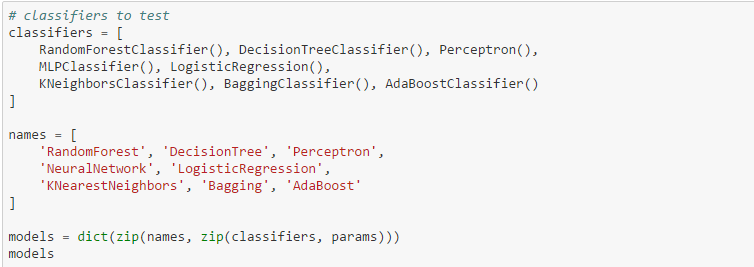 # classifiers to test
classifiers = [
    RandomForestClassifier(), DecisionTreeClassifier(), Perceptron(),
    MLPClassifier(), LogisticRegression(),
    KNeighborsClassifier(), BaggingClassifier(), AdaBoostClassifier()
]

names = [
    'RandomForest', 'DecisionTree', 'Perceptron',
    'NeuralNetwork', 'LogisticRegression',
    'KNearestNeighbors', 'Bagging', 'AdaBoost'
]

models = dict(zip(names, zip(classifiers, params)))
models